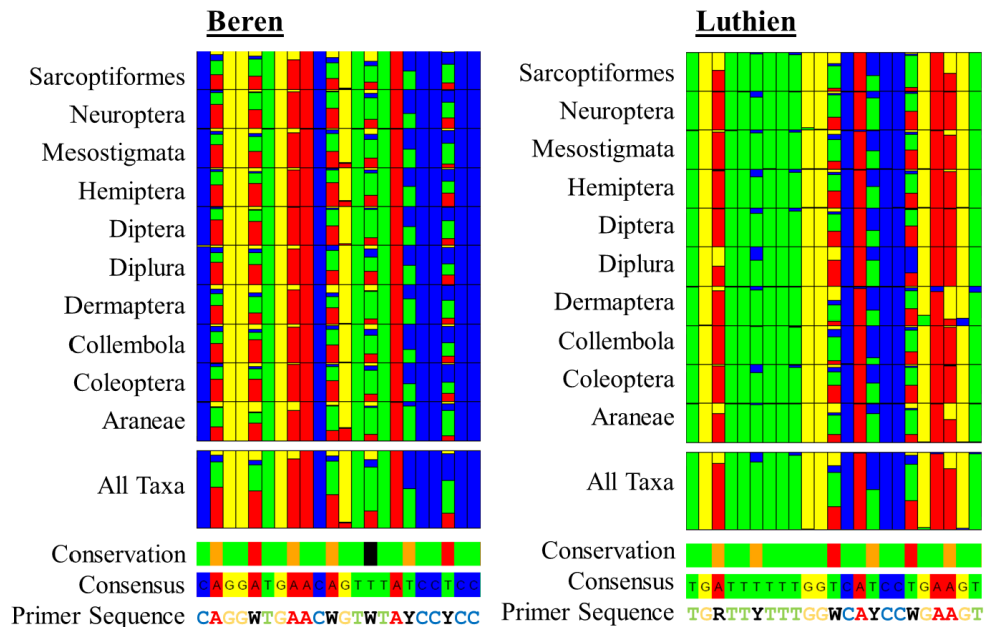 Beren
Sarcoptiformes
Neuroptera
Mesostigmata
Hemiptera
Diptera
Diplura
Dermaptera
Collembola
Coleoptera
Araneae
All Taxa
Conservation
Consensus CAGGATGAACAGTTTATCCTCC
Primer Sequence CAGGWTGAACWGTWTAYCCYCC
Luthien
Sarcoptiformes
Neuroptera
Mesostigmata
Hemiptera
Diptera
Diplura
Dermaptera
Collembola
Coleoptera
Araneae
All Taxa
Conservation
Consensus TGATTTTTTGGTCATCCTGAAGT
Primer Sequence TGRTTYTTTGGWCAYCCWGAAGT